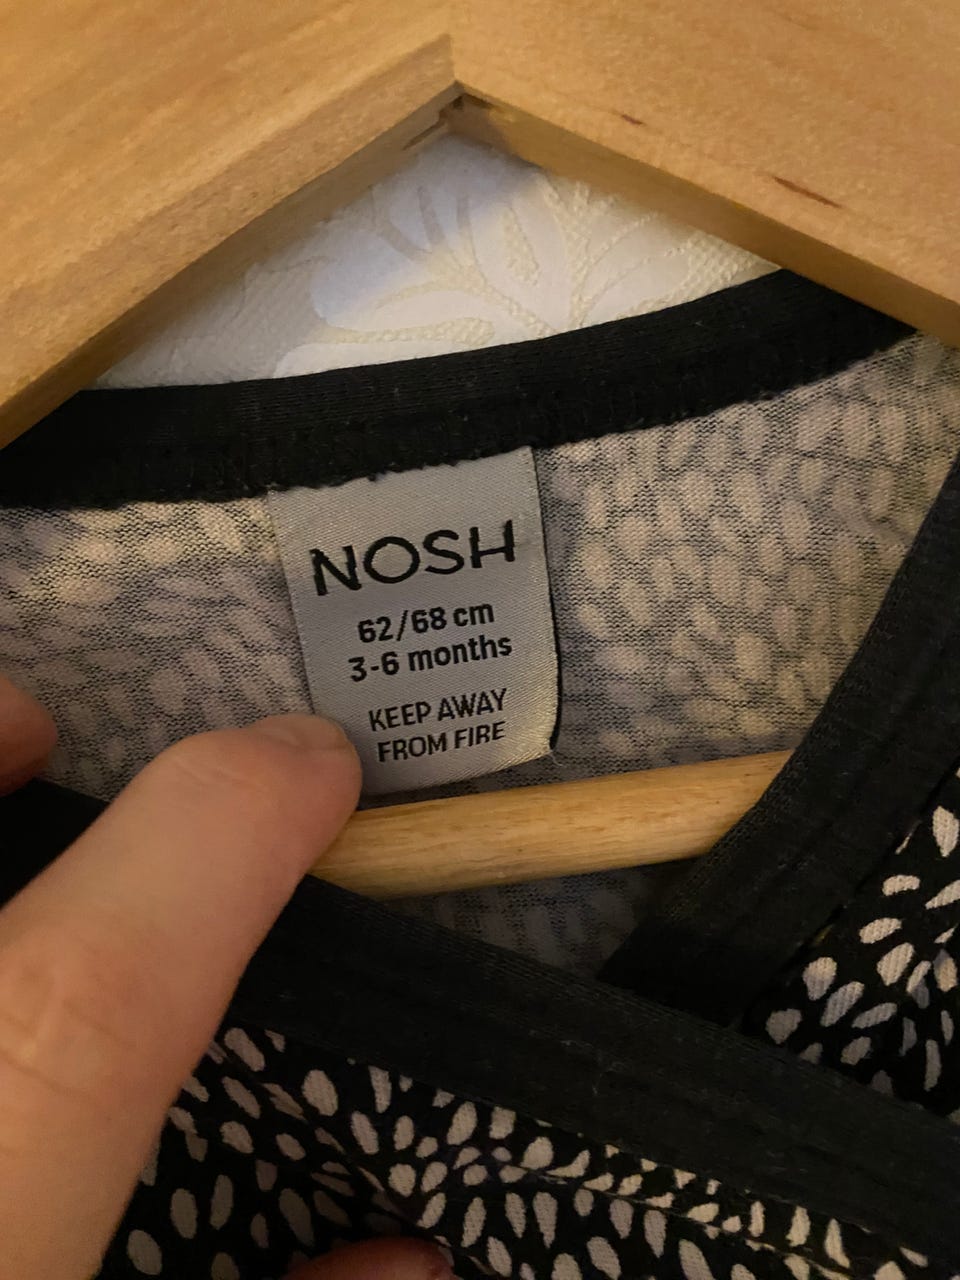 NOSH
62/68 cm
3-6 months
KEEP AWAY
FROM FIRE